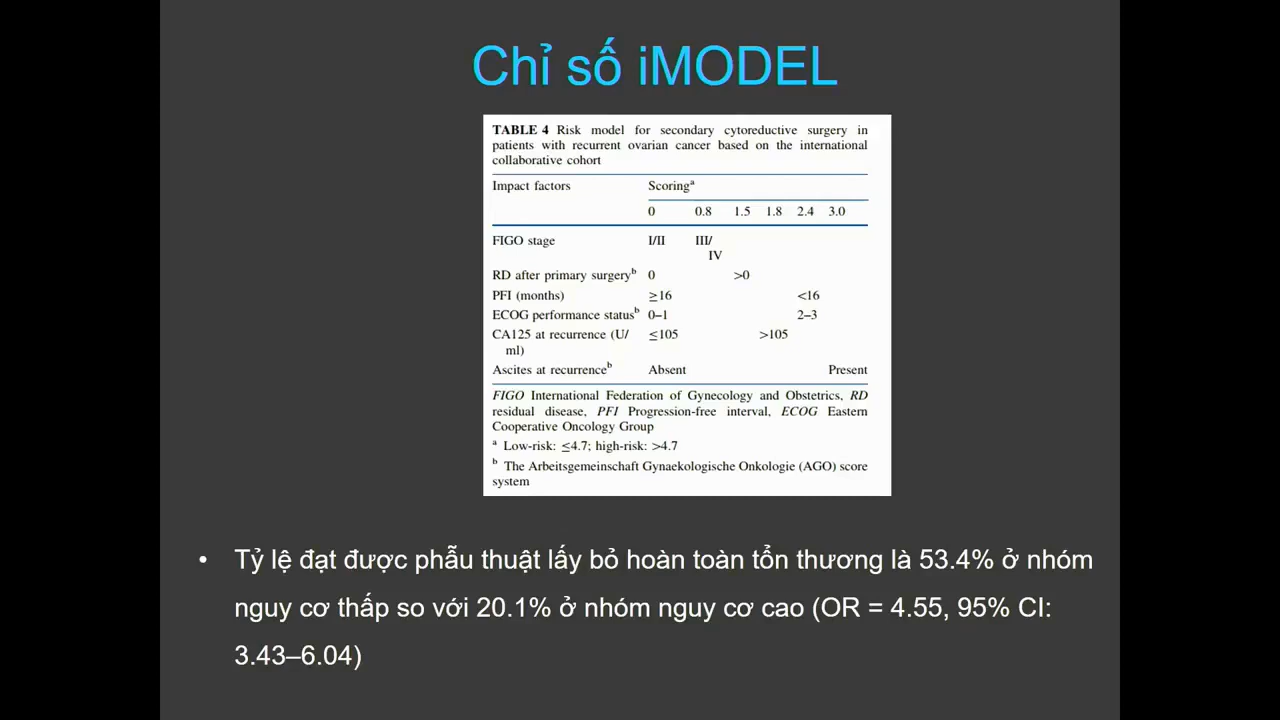 Chỉ số iMODEL
TABLE 4 Risk model for secondary cytoreductive surgery in
patients with recurrent ovarian cancer based on the international
collaborative cohort
Impact factors Scoringᵃ
0 0.8 1.5 1.8 2.4 3.0
FIGO stage I/II III/
IV
RD after primary surgeryᵇ 0 >0
PFI (months) ≥16 <16
ECOG performance statusᵇ 0–1 2–3
CA125 at recurrence (U/ ≤105 >105
ml)
Ascites at recurrenceᵇ Absent Present
FIGO International Federation of Gynecology and Obstetrics, RD
residual disease, PFI Progression-free interval, ECOG Eastern
Cooperative Oncology Group
ᵃ Low-risk: ≤4.7; high-risk: >4.7
ᵇ The Arbeitsgemeinschaft Gynaekologische Onkologie (AGO) score
system
• Tỷ lệ đạt được phẫu thuật lấy bỏ hoàn toàn tổn thương là 53.4% ở nhóm
nguy cơ thấp so với 20.1% ở nhóm nguy cơ cao (OR = 4.55, 95% CI:
3.43–6.04)